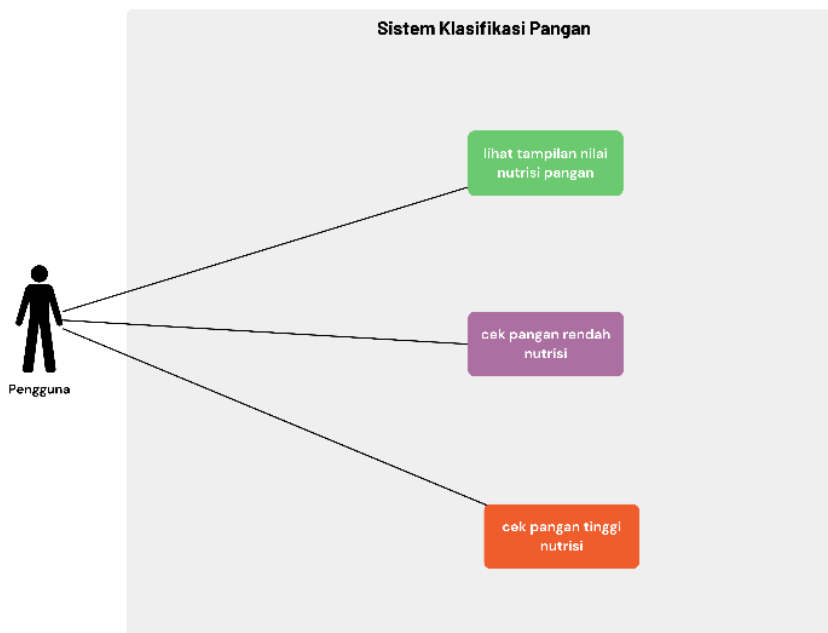 Sistem Klasifikasi Pangan
lihat tampilan nilai
nutrisi pangan
cek pangan rendah
nutrisi
Pengguna
cek pangan tinggi
nutrisi